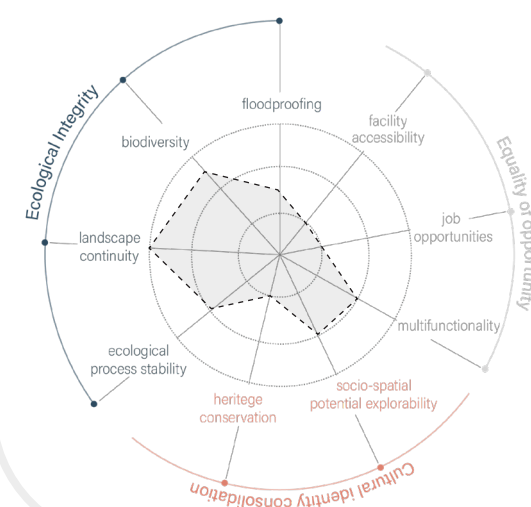 Ecological Integrity
floodproofing
biodiversity
facility
accessibility
Equality of opportunity
landscape
continuity
job
opportunities
multifunctionality
ecological
process stability
heritege
conservation
socio-spatial
potential explorability
Cultural identity consolidation